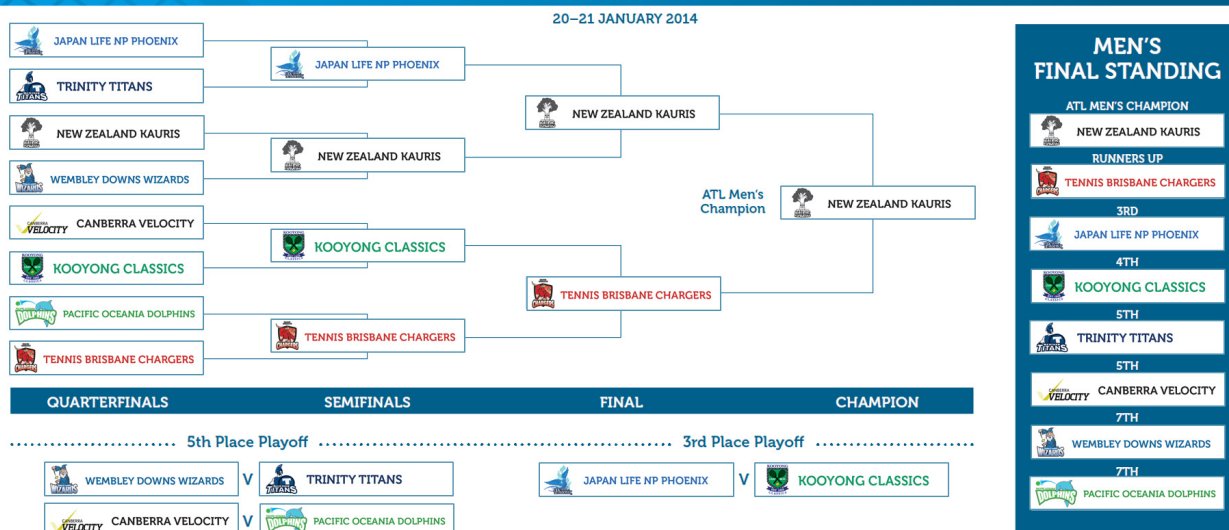 20–21 JANUARY 2014
JAPAN LIFE NP PHOENIX
TRINITY TITANS
NEW ZEALAND KAURIS
WEMBLEY DOWNS WIZARDS
CANBERRA VELOCITY
KOOYONG CLASSICS
PACIFIC OCEANIA DOLPHINS
TENNIS BRISBANE CHARGERS
JAPAN LIFE NP PHOENIX
NEW ZEALAND KAURIS
KOOYONG CLASSICS
TENNIS BRISBANE CHARGERS
NEW ZEALAND KAURIS
TENNIS BRISBANE CHARGERS
ATL Men's
Champion
NEW ZEALAND KAURIS
QUARTERFINALS SEMIFINALS FINAL CHAMPION
5th Place Playoff 3rd Place Playoff
WEMBLEY DOWNS WIZARDS V TRINITY TITANS
JAPAN LIFE NP PHOENIX V KOOYONG CLASSICS
CANBERRA VELOCITY V PACIFIC OCEANIA DOLPHINS
MEN'S
FINAL STANDING
ATL MEN'S CHAMPION
NEW ZEALAND KAURIS
RUNNERS UP
TENNIS BRISBANE CHARGERS
3RD
JAPAN LIFE NP PHOENIX
4TH
KOOYONG CLASSICS
5TH
TRINITY TITANS
5TH
CANBERRA VELOCITY
7TH
WEMBLEY DOWNS WIZARDS
7TH
PACIFIC OCEANIA DOLPHINS